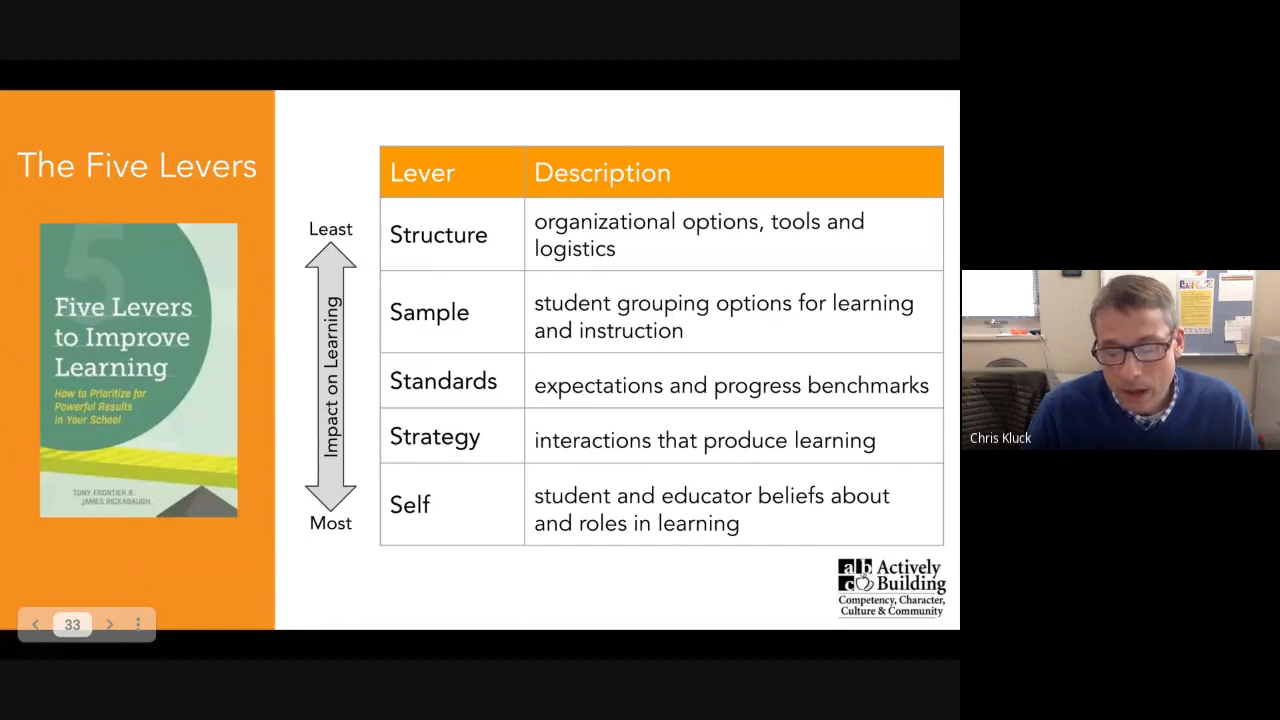 The Five Levers
5
Five Levers
to Improve
Learning
How to Prioritize for
Powerful Results
in Your School
TONY FRONTIER &
JAMES RICKABAUGH
Least
Impact on Learning
Most
Lever Description
Structure organizational options, tools and
logistics
Sample student grouping options for learning
and instruction
Standards expectations and progress benchmarks
Strategy interactions that produce learning
Self student and educator beliefs about
and roles in learning
a b c Actively
Building
Competency, Character,
Culture & Community
33
Chris Kluck